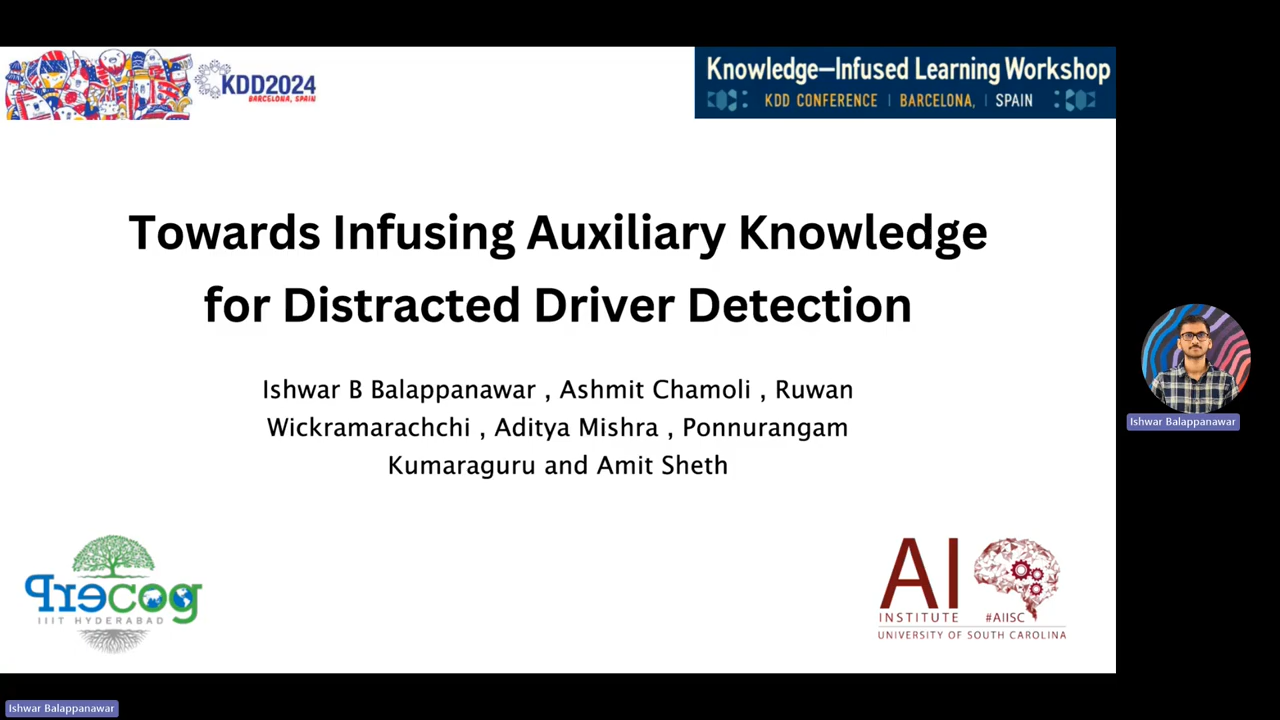 KDD2024
BARCELONA, SPAIN
Knowledge—Infused Learning Workshop
KDD CONFERENCE | BARCELONA, | SPAIN
Towards Infusing Auxiliary Knowledge
for Distracted Driver Detection
Ishwar B Balappanawar , Ashmit Chamoli , Ruwan
Wickramarachchi , Aditya Mishra , Ponnurangam
Kumaraguru and Amit Sheth
Ishwar Balappanawar
Precog
IIIT HYDERABAD
AI
INSTITUTE #AIISC
UNIVERSITY OF SOUTH CAROLINA
Ishwar Balappanawar